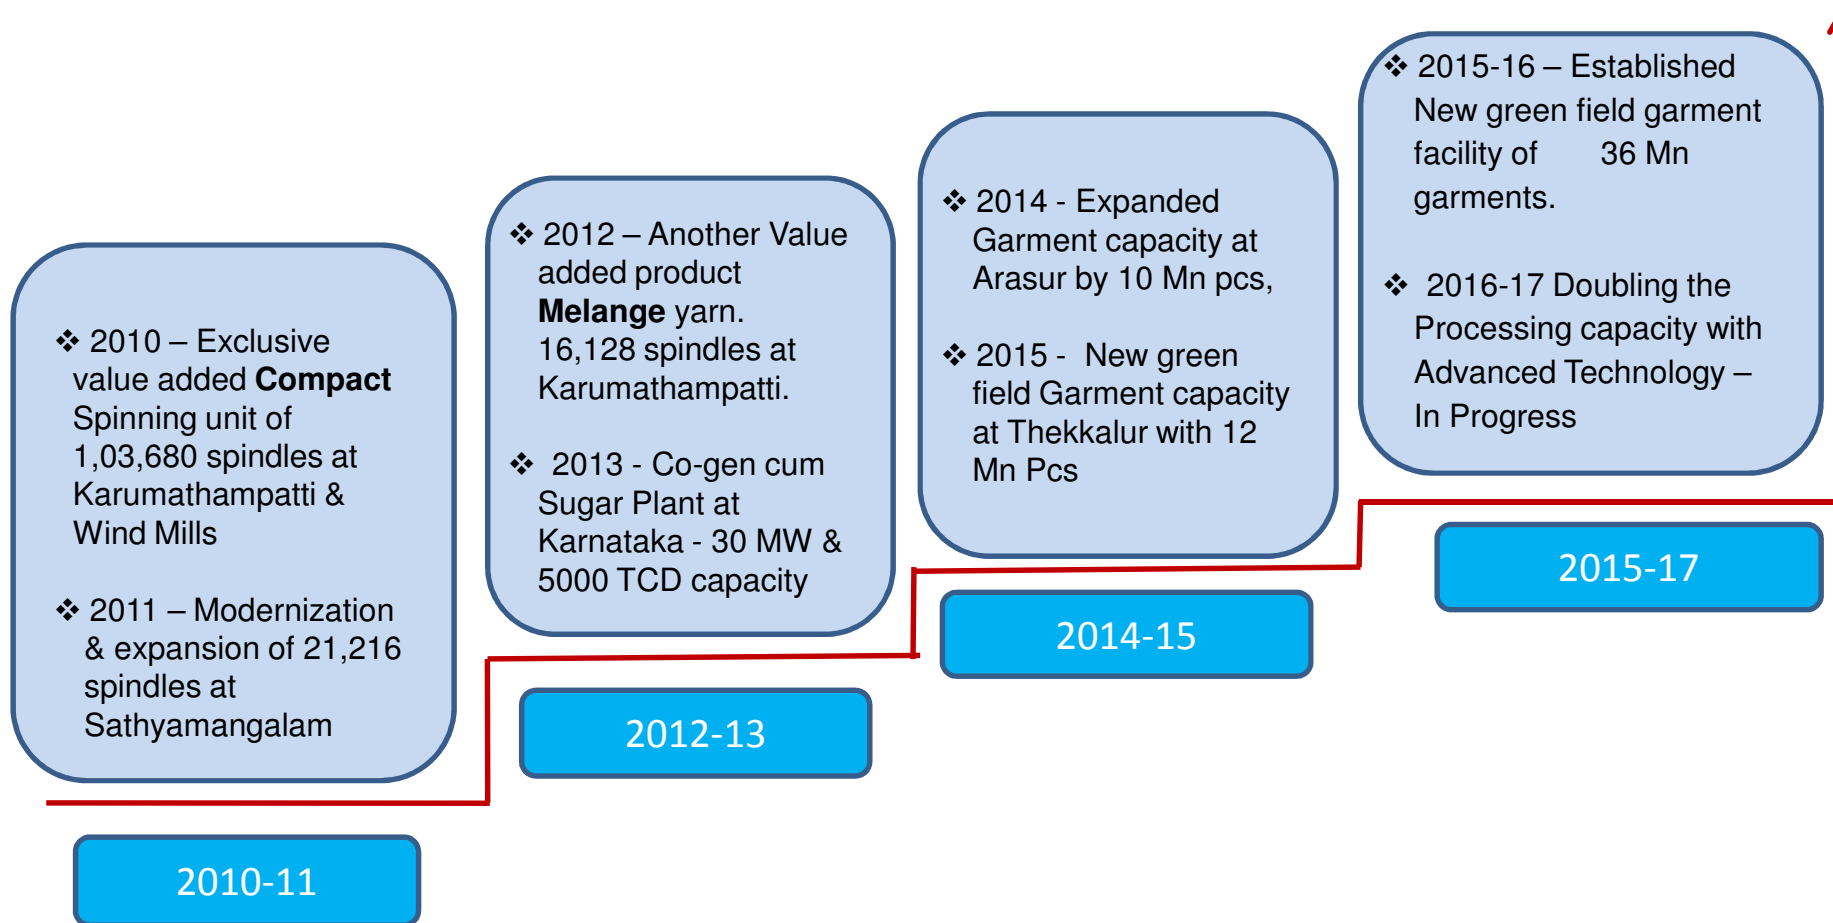 ❖ 2010 – Exclusive
value added Compact
Spinning unit of
1,03,680 spindles at
Karumathampatti &
Wind Mills
❖ 2011 – Modernization
& expansion of 21,216
spindles at
Sathyamangalam
2010-11
❖ 2012 – Another Value
added product
Melange yarn.
16,128 spindles at
Karumathampatti.
❖ 2013 - Co-gen cum
Sugar Plant at
Karnataka - 30 MW &
5000 TCD capacity
2012-13
❖ 2014 - Expanded
Garment capacity at
Arasur by 10 Mn pcs,
❖ 2015 - New green
field Garment capacity
at Thekkalur with 12
Mn Pcs
2014-15
❖ 2015-16 – Established
New green field garment
facility of 36 Mn
garments.
❖ 2016-17 Doubling the
Processing capacity with
Advanced Technology –
In Progress
2015-17